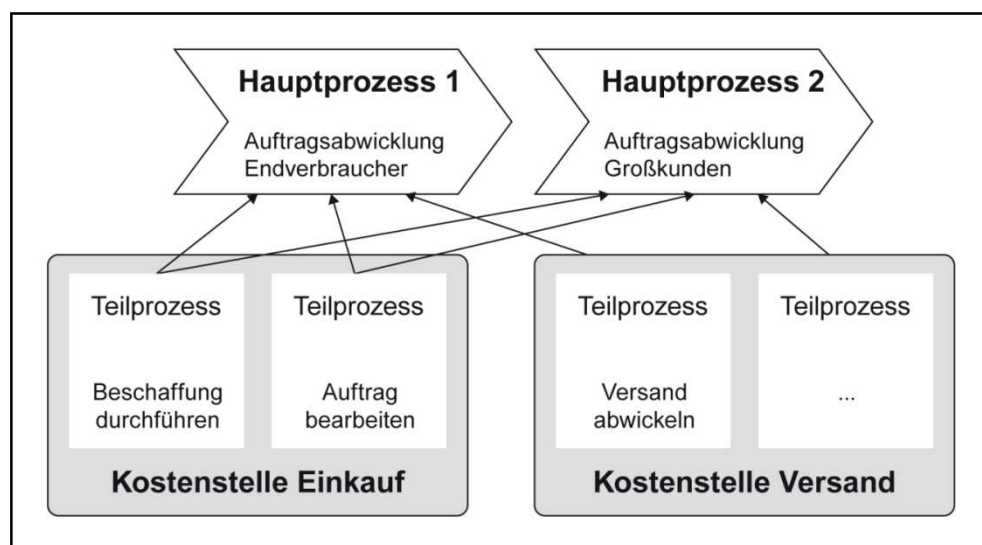 Hauptprozess 1
Auftragsabwicklung
Endverbraucher
Hauptprozess 2
Auftragsabwicklung
Großkunden
Teilprozess
Beschaffung
durchführen
Teilprozess
Auftrag
bearbeiten
Kostenstelle Einkauf
Teilprozess
Versand
abwickeln
Teilprozess
...
Kostenstelle Versand